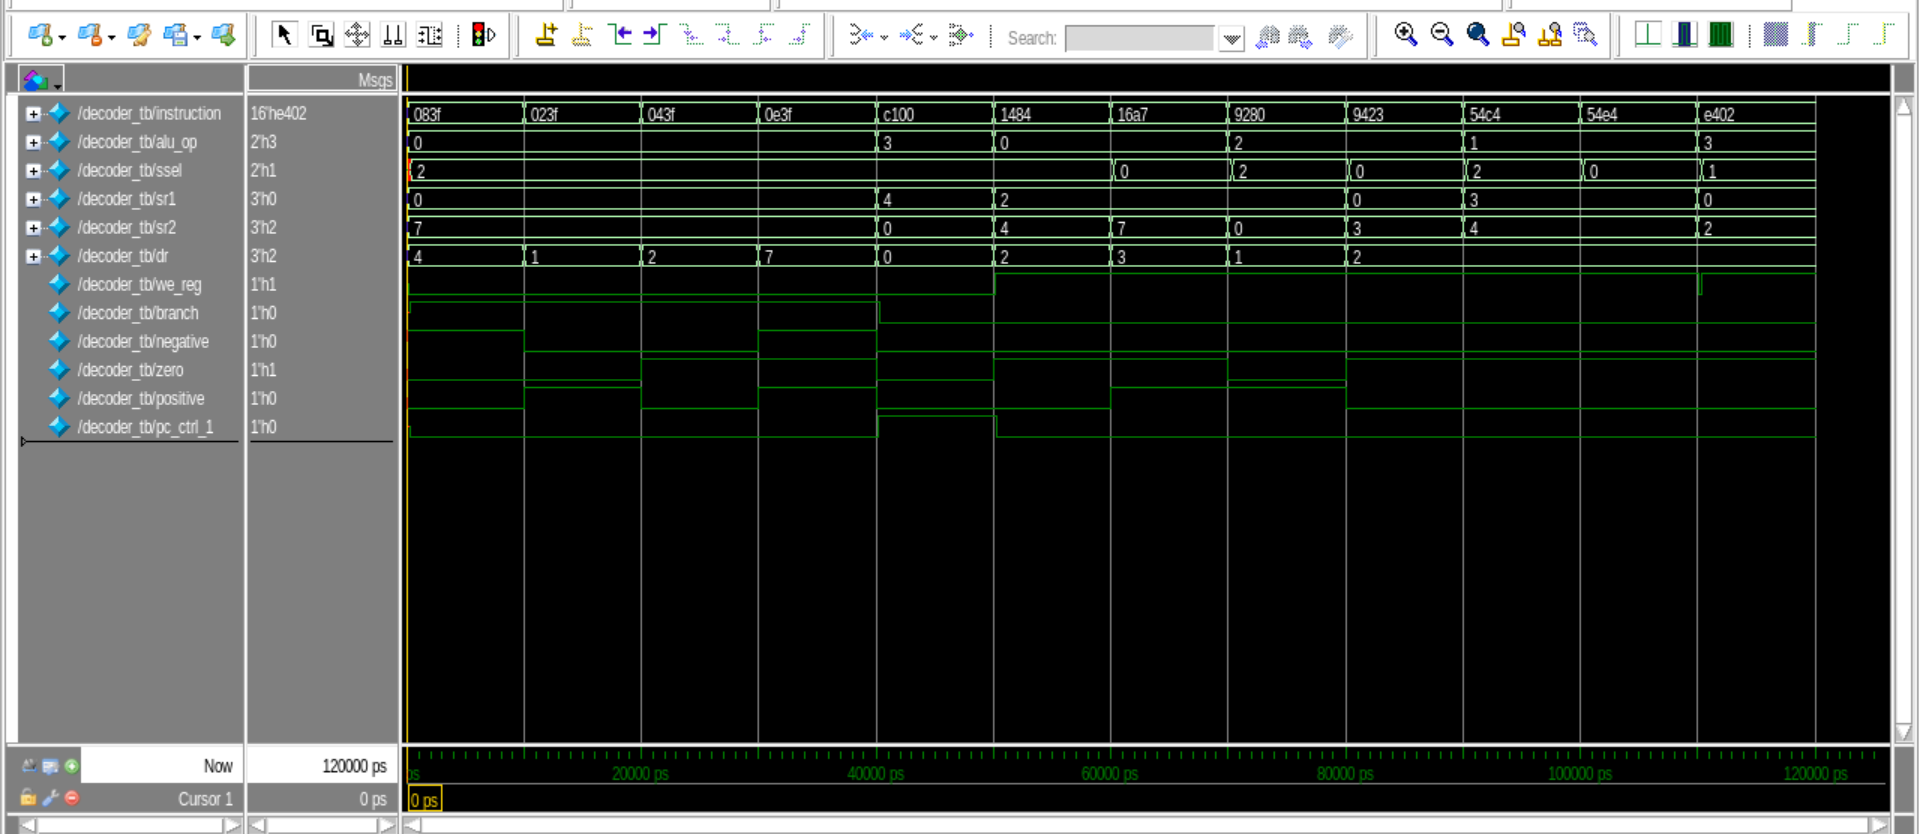 Search:
Msgs
/decoder_tb/instruction 16'he402 083f 023f 043f 0e3f c100 1484 16a7 9280 9423 54c4 54e4 e402
/decoder_tb/alu_op 2'h3 0 3 0 2 1 3
/decoder_tb/ssel 2'h1 2 0 2 0 2 0 1
/decoder_tb/sr1 3'h0 0 4 2 0 3 0
/decoder_tb/sr2 3'h2 7 0 4 7 0 3 4 2
/decoder_tb/dr 3'h2 4 1 2 7 0 2 3 1 2
/decoder_tb/we_reg 1'h1
/decoder_tb/branch 1'h0
/decoder_tb/negative 1'h0
/decoder_tb/zero 1'h1
/decoder_tb/positive 1'h0
/decoder_tb/pc_ctrl_1 1'h0
Now 120000 ps ps 20000 ps 40000 ps 60000 ps 80000 ps 100000 ps 120000 ps
Cursor 1 0 ps 0 ps